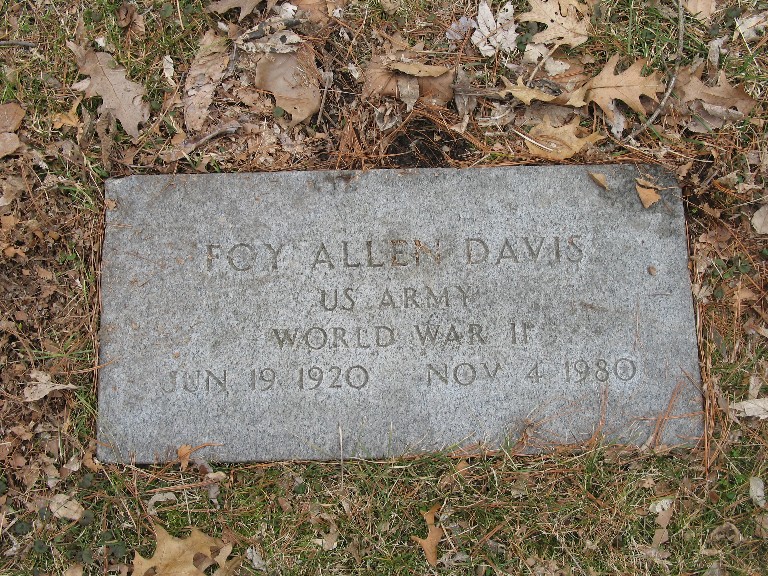 FOY ALLEN DAVIS
US ARMY
WORLD WAR II
JUN 19 1920 NOV 4 1980